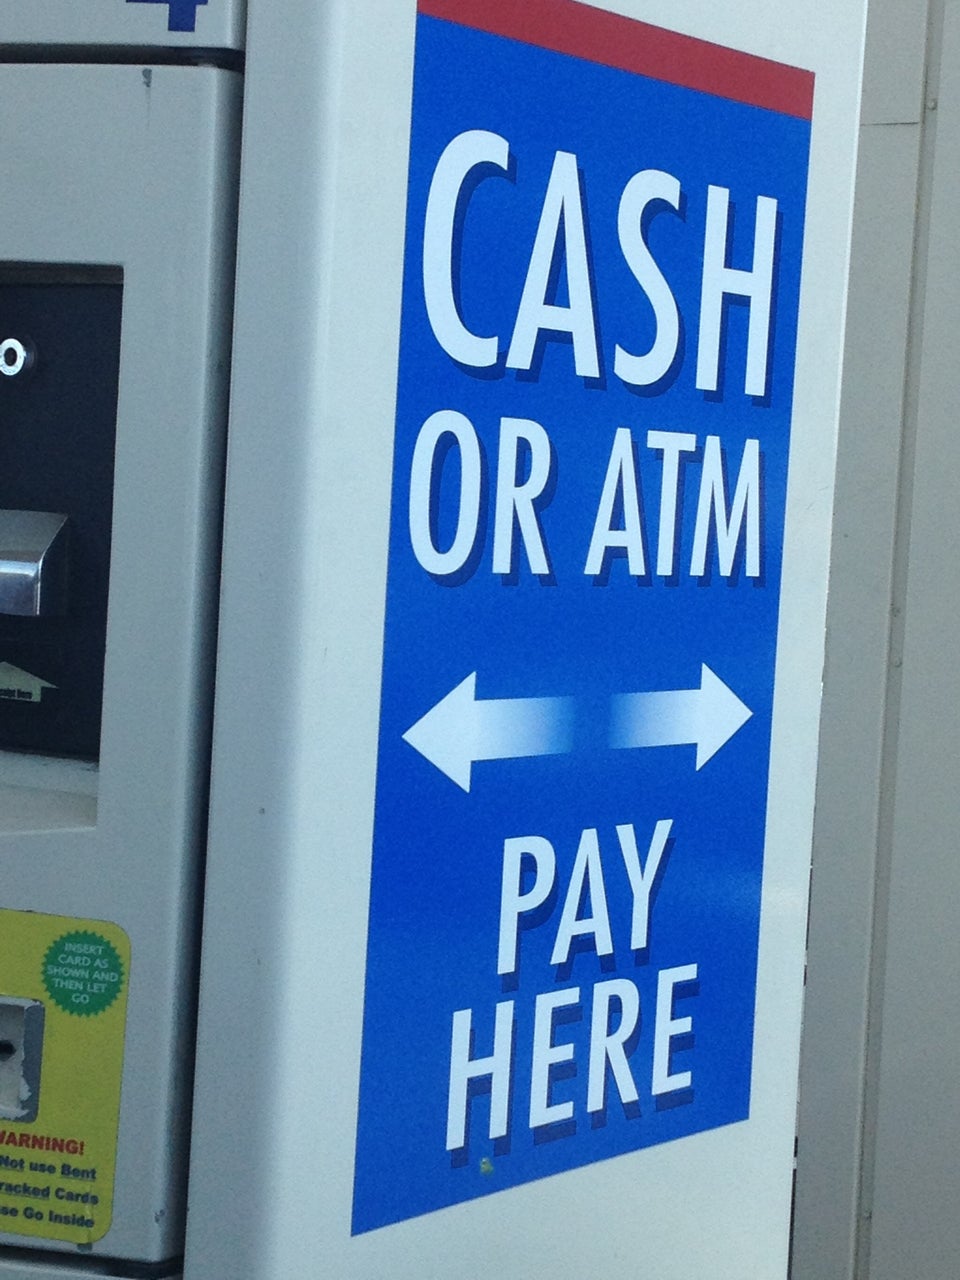 CASH
OR ATM
PAY
HERE
INSERT
CARD AS
SHOWN AND
THEN LET
GO
WARNING!
Not use Bent
racked Cards
se Go Inside